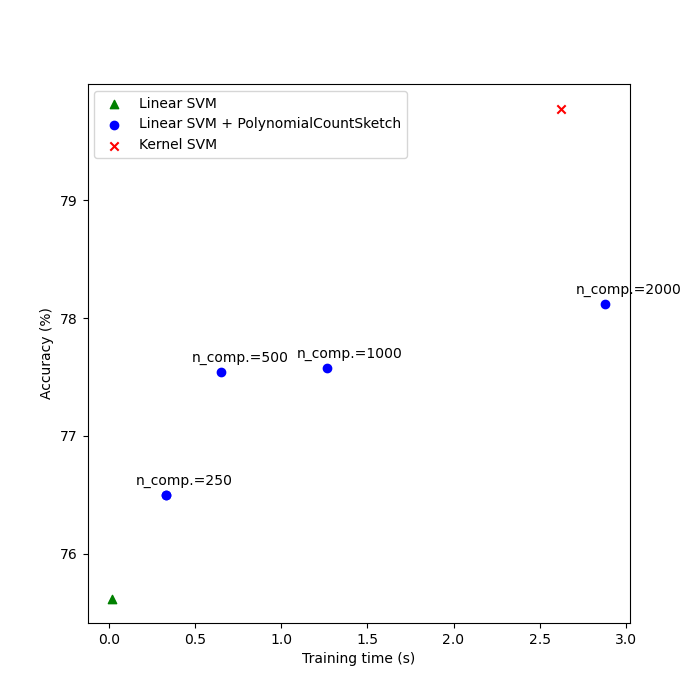 Linear SVM
Linear SVM + PolynomialCountSketch
Kernel SVM
79
n_comp.=2000
78
n_comp.=500
n_comp.=1000
77
n_comp.=250
76
Accuracy (%)
0.0 0.5 1.0 1.5 2.0 2.5 3.0
Training time (s)